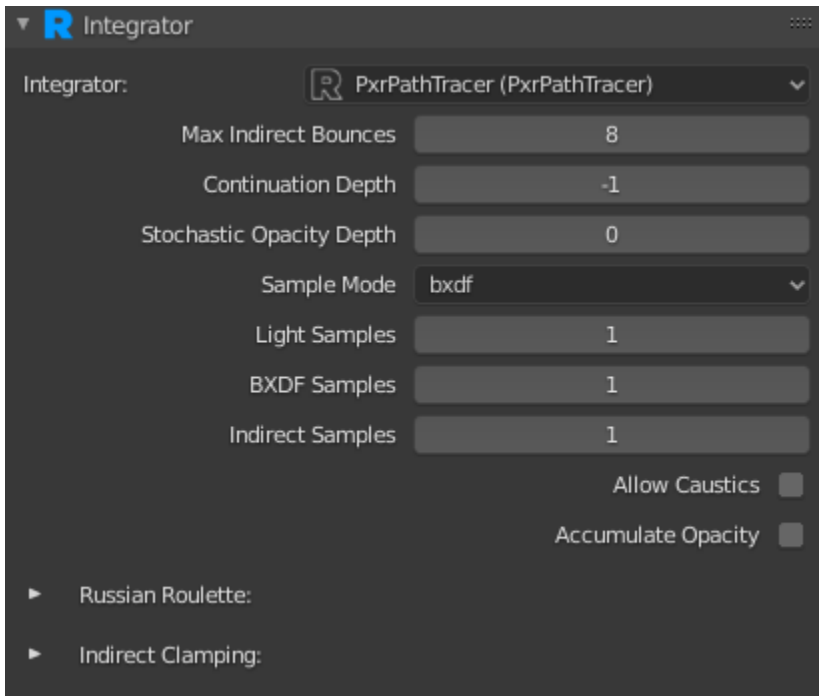 R Integrator
Integrator: R PxrPathTracer (PxrPathTracer)
Max Indirect Bounces 8
Continuation Depth -1
Stochastic Opacity Depth 0
Sample Mode bxdf
Light Samples 1
BXDF Samples 1
Indirect Samples 1
Allow Caustics
Accumulate Opacity
Russian Roulette:
Indirect Clamping: